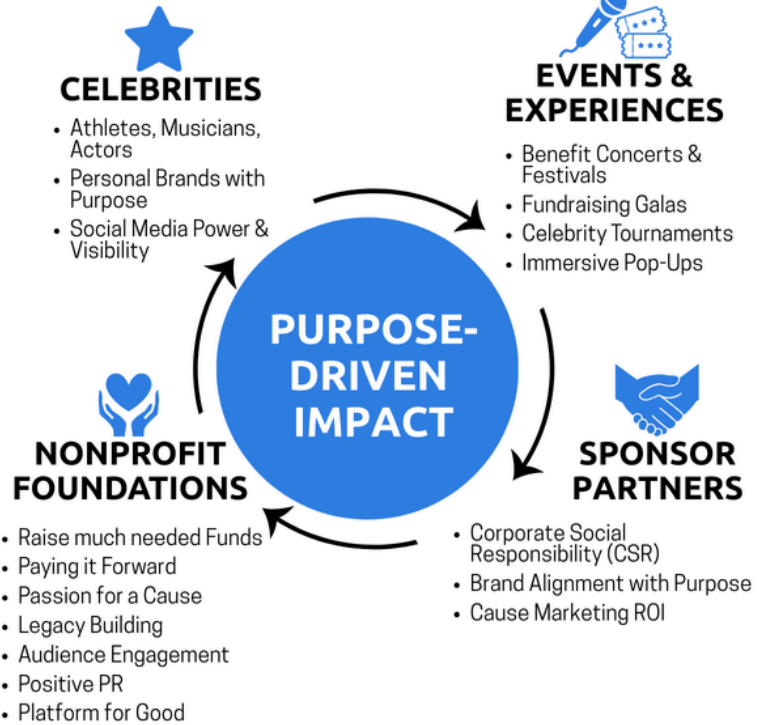 CELEBRITIES
• Athletes, Musicians,
Actors
• Personal Brands with
Purpose
• Social Media Power &
Visibility
EVENTS &
EXPERIENCES
• Benefit Concerts &
Festivals
• Fundraising Galas
• Celebrity Tournaments
• Immersive Pop-Ups
PURPOSE-
DRIVEN
IMPACT
NONPROFIT
FOUNDATIONS
• Raise much needed Funds
• Paying it Forward
• Passion for a Cause
• Legacy Building
• Audience Engagement
• Positive PR
• Platform for Good
SPONSOR
PARTNERS
• Corporate Social
Responsibility (CSR)
• Brand Alignment with Purpose
• Cause Marketing ROI